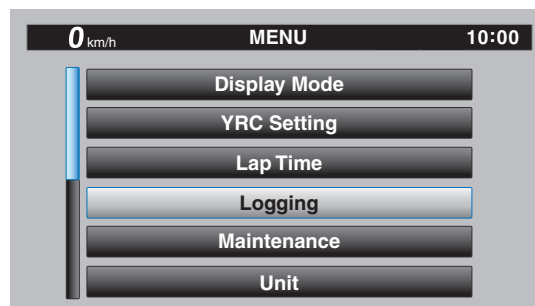 0 km/h MENU 10:00
Display Mode
YRC Setting
Lap Time
Logging
Maintenance
Unit